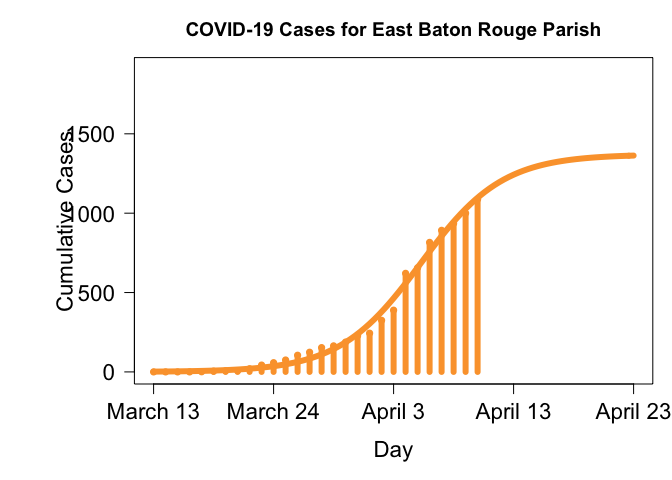 COVID-19 Cases for East Baton Rouge Parish
Cumulative Cases
1500
1000
500
0
March 13 March 24 April 3 April 13 April 23
Day